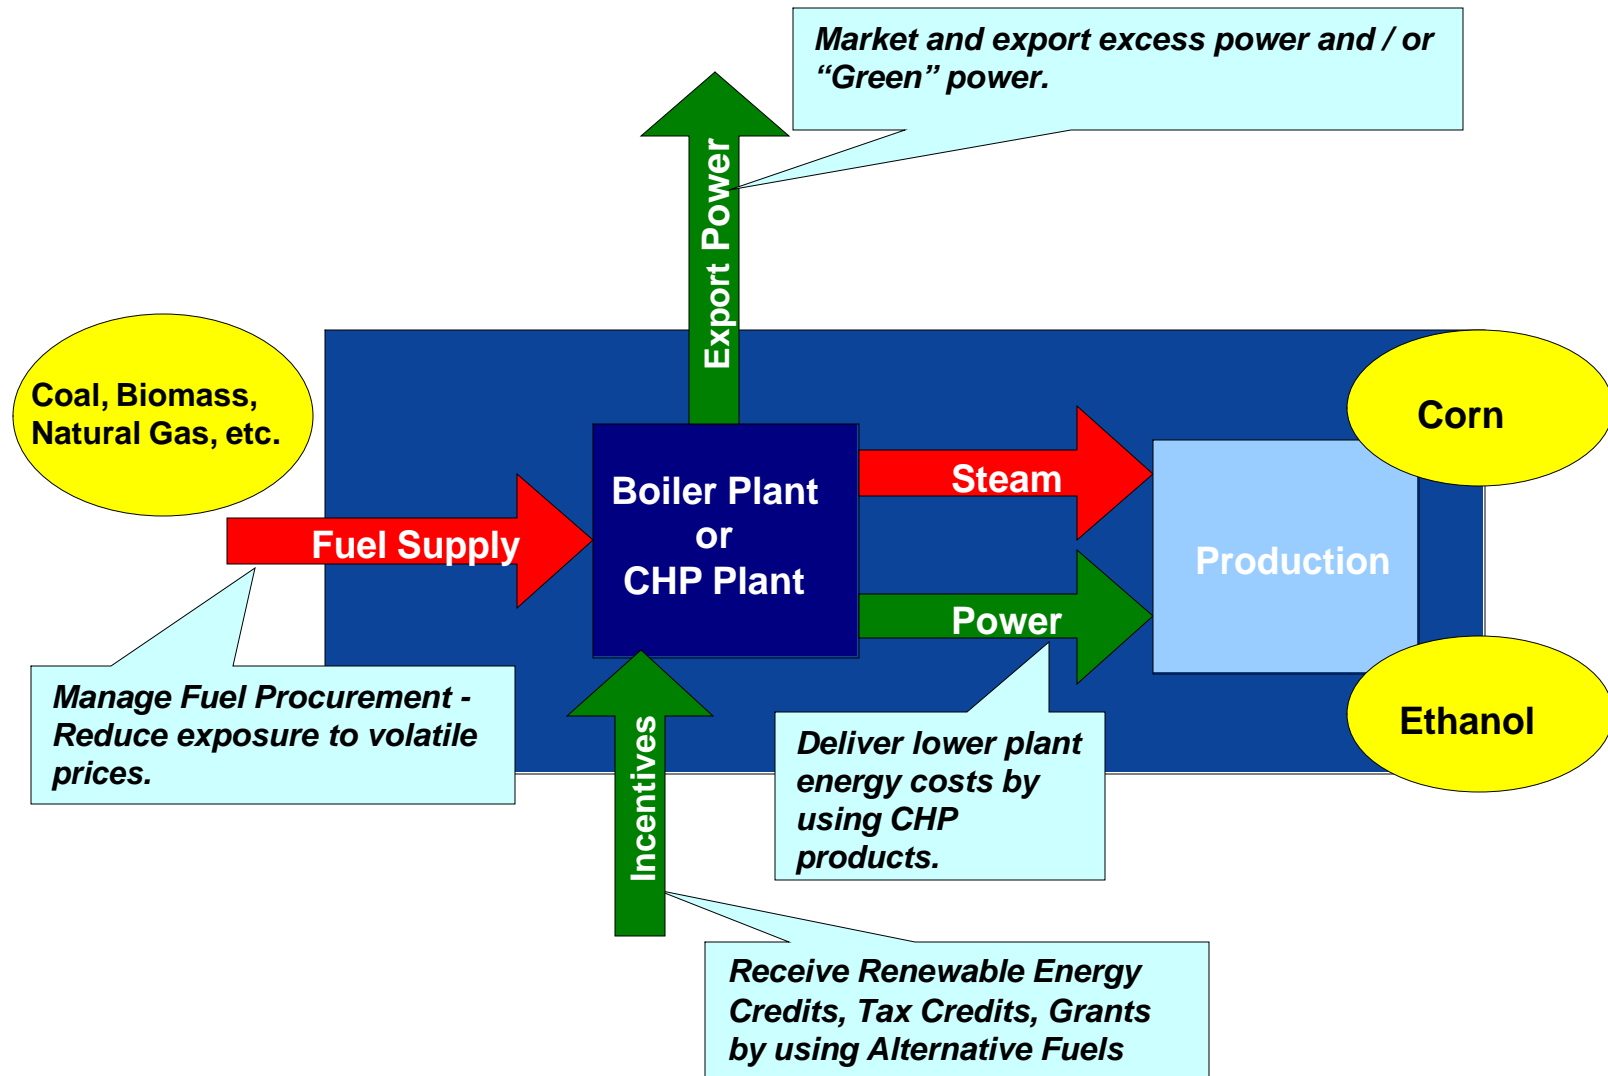 Market and export excess power and / or
“Green” power.
Export Power
Coal, Biomass,
Natural Gas, etc.
Corn
Boiler Plant
or
CHP Plant
Steam
Fuel Supply
Production
Power
Manage Fuel Procurement -
Reduce exposure to volatile
prices.
Incentives
Deliver lower plant
energy costs by
using CHP
products.
Ethanol
Receive Renewable Energy
Credits, Tax Credits, Grants
by using Alternative Fuels